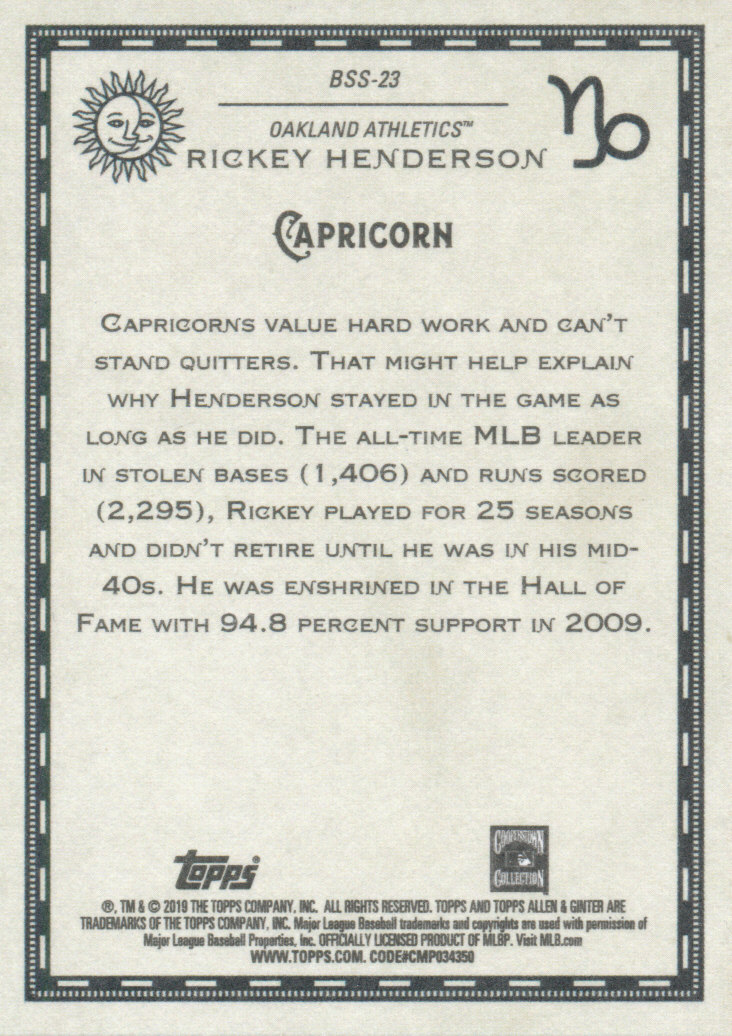 BSS-23
OAKLAND ATHLETICS™
RICKEY HENDERSON
CAPRICORN
CAPRICORNS VALUE HARD WORK AND CAN'T
STAND QUITTERS. THAT MIGHT HELP EXPLAIN
WHY HENDERSON STAYED IN THE GAME AS
LONG AS HE DID. THE ALL-TIME MLB LEADER
IN STOLEN BASES (1,406) AND RUNS SCORED
(2,295), RICKEY PLAYED FOR 25 SEASONS
AND DIDN'T RETIRE UNTIL HE WAS IN HIS MID-
40S. HE WAS ENSHRINED IN THE HALL OF
FAME WITH 94.8 PERCENT SUPPORT IN 2009.
topps®
COOPERSTOWN
COLLECTION
®, TM & © 2019 THE TOPPS COMPANY, INC. ALL RIGHTS RESERVED. TOPPS AND TOPPS ALLEN & GINTER ARE
TRADEMARKS OF THE TOPPS COMPANY, INC. Major League Baseball trademarks and copyrights are used with permission of
Major League Baseball Properties, Inc. OFFICIALLY LICENSED PRODUCT OF MLBP. Visit MLB.com
WWW.TOPPS.COM. CODE#CMP034350